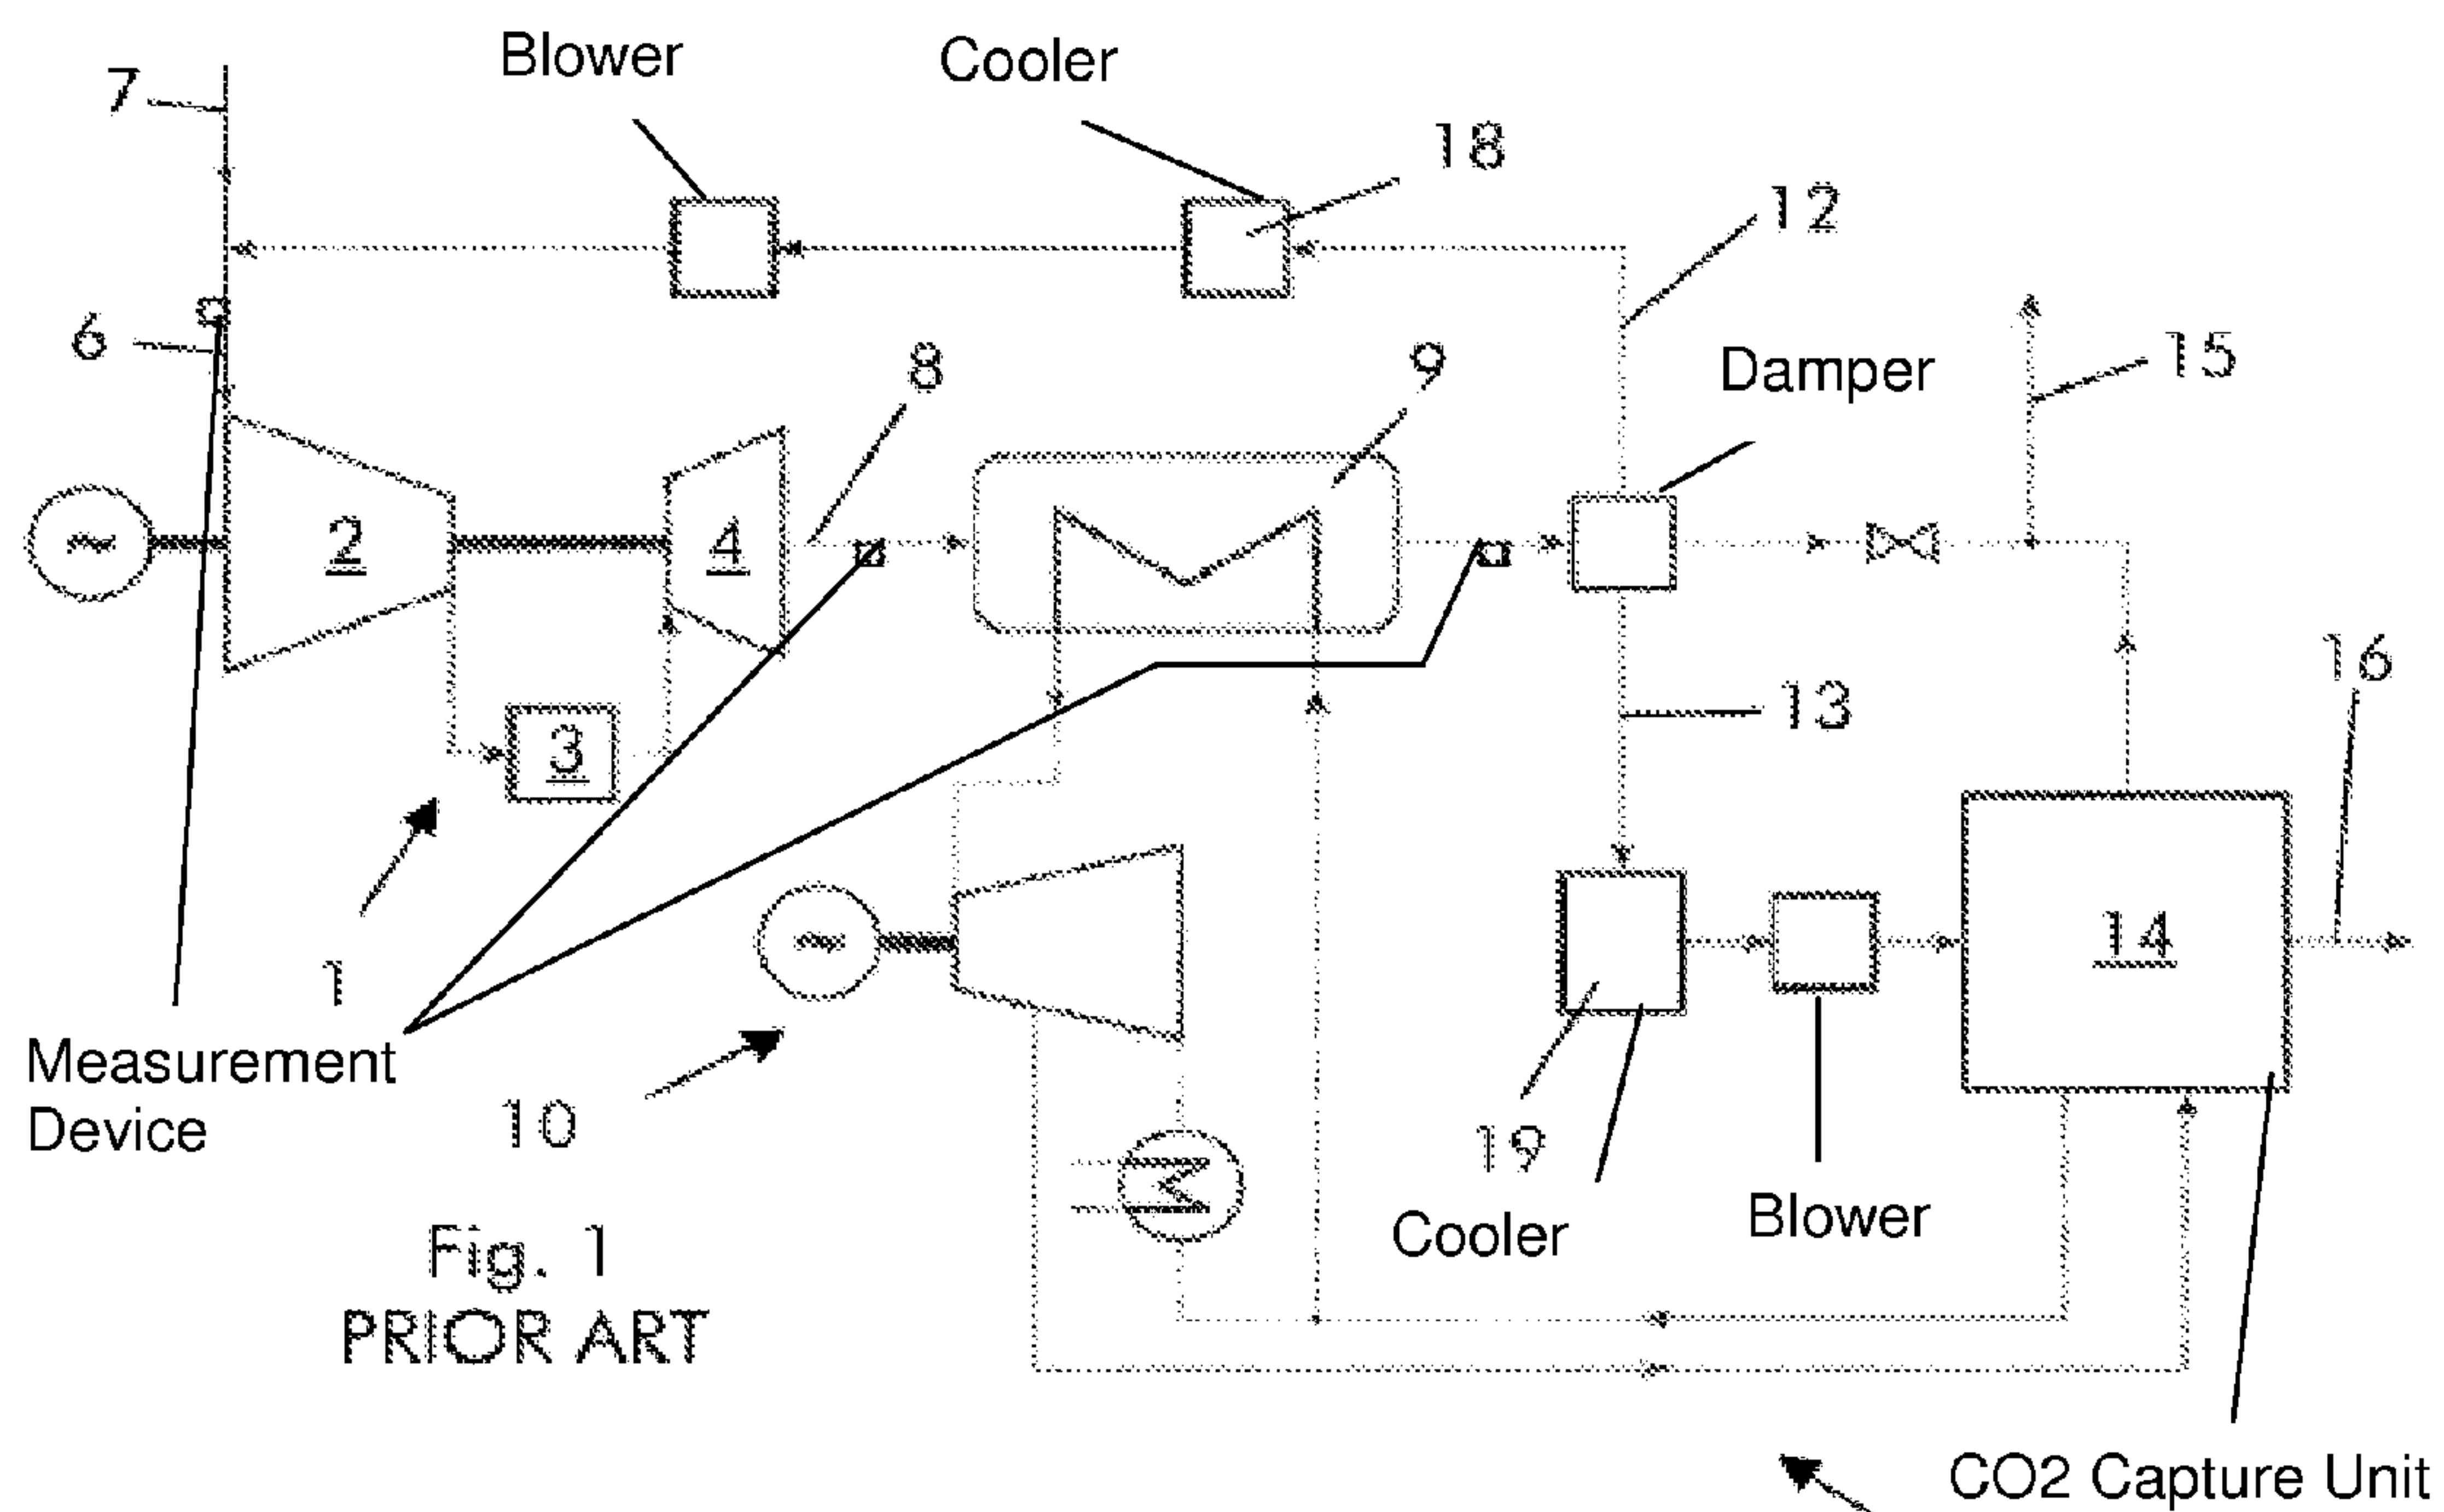 Blower
Cooler
7
18
12
6
8
9
Damper
15
2
4
16
13
3
14
1
Measurement
Device
10
19
Cooler
Blower
Fig. 1
PRIOR ART
CO2 Capture Unit